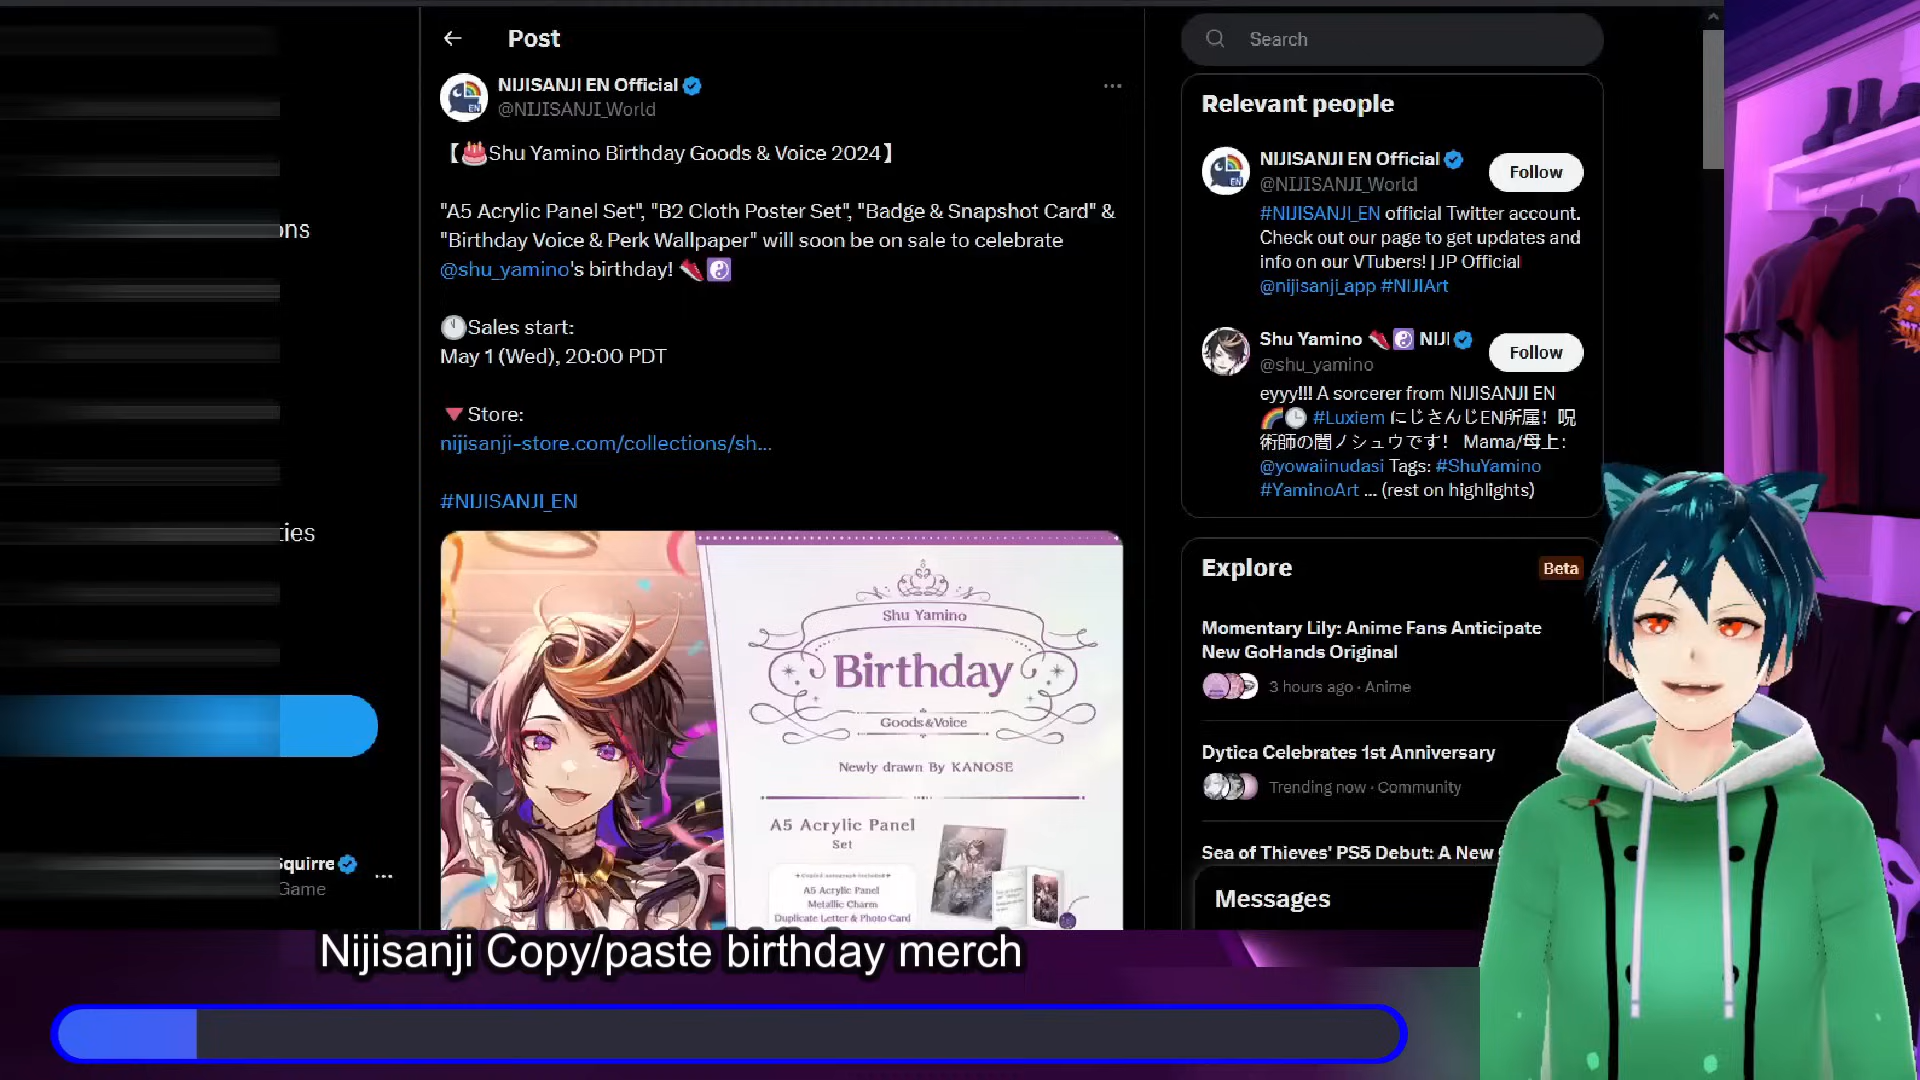 Post
NIJISANJI EN Official
@NIJISANJI_World
【🎂Shu Yamino Birthday Goods & Voice 2024】
"A5 Acrylic Panel Set", "B2 Cloth Poster Set", "Badge & Snapshot Card" &
"Birthday Voice & Perk Wallpaper" will soon be on sale to celebrate
@shu_yamino's birthday! 👟☯️
🕛Sales start:
May 1 (Wed), 20:00 PDT
🔻Store:
nijisanji-store.com/collections/sh...
#NIJISANJI_EN
Shu Yamino
Birthday
Goods&Voice
Newly drawn By KANOSE
A5 Acrylic Panel
Set
A5 Acrylic Panel
Metallic Charm
Duplicate Letter & Photo Card
Search
Relevant people
NIJISANJI EN Official
@NIJISANJI_World
Follow
#NIJISANJI_EN official Twitter account.
Check out our page to get updates and
info on our VTubers! | JP Official
@nijisanji_app #NIJIArt
Shu Yamino 👟☯️ NIJI
@shu_yamino
Follow
eyyy!!! A sorcerer from NIJISANJI EN
🌈🕒 #Luxiem にじさんじEN所属！呪
術師の闇ノシュウです！ Mama/母上：
@yowaiinudasi Tags: #ShuYamino
#YaminoArt ... (rest on highlights)
Explore
Beta
Momentary Lily: Anime Fans Anticipate
New GoHands Original
3 hours ago · Anime
Dytica Celebrates 1st Anniversary
Trending now · Community
Sea of Thieves' PS5 Debut: A New
Messages
ons
ties
Squirre
Game
Nijisanji Copy/paste birthday merch